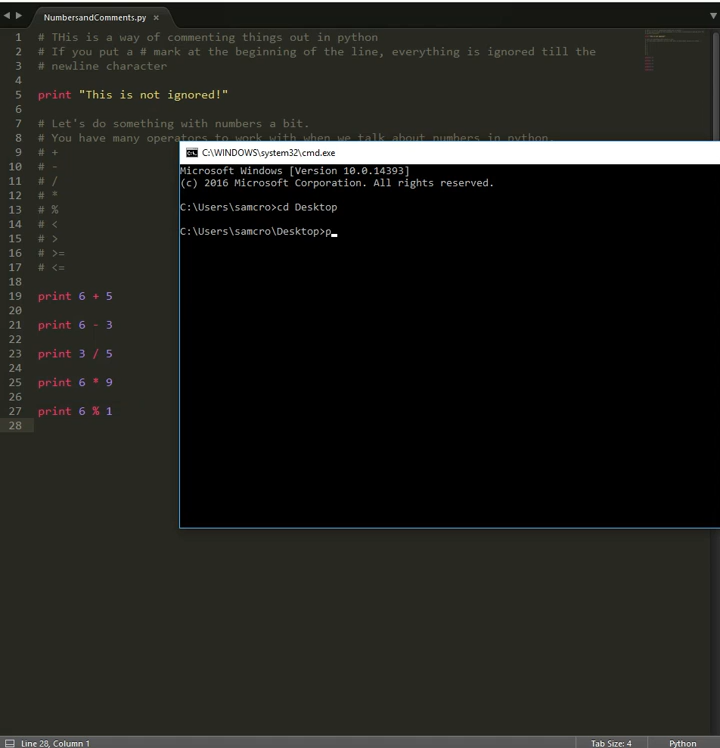 NumbersandComments.py ×
1 # THis is a way of commenting things out in python
2 # If you put a # mark at the beginning of the line, everything is ignored till the
3 # newline character
4
5 print "This is not ignored!"
6
7 # Let's do something with numbers a bit.
8 # You have many operators to work with when we talk about numbers in python.
9 # +
10 # -
11 # /
12 # *
13 # %
14 # <
15 # >
16 # >=
17 # <=
18
19 print 6 + 5
20
21 print 6 - 3
22
23 print 3 / 5
24
25 print 6 * 9
26
27 print 6 % 1
28
C:\WINDOWS\system32\cmd.exe
Microsoft Windows [Version 10.0.14393]
(c) 2016 Microsoft Corporation. All rights reserved.
C:\Users\samcro>cd Desktop
C:\Users\samcro\Desktop>p
Line 28, Column 1 Tab Size: 4 Python